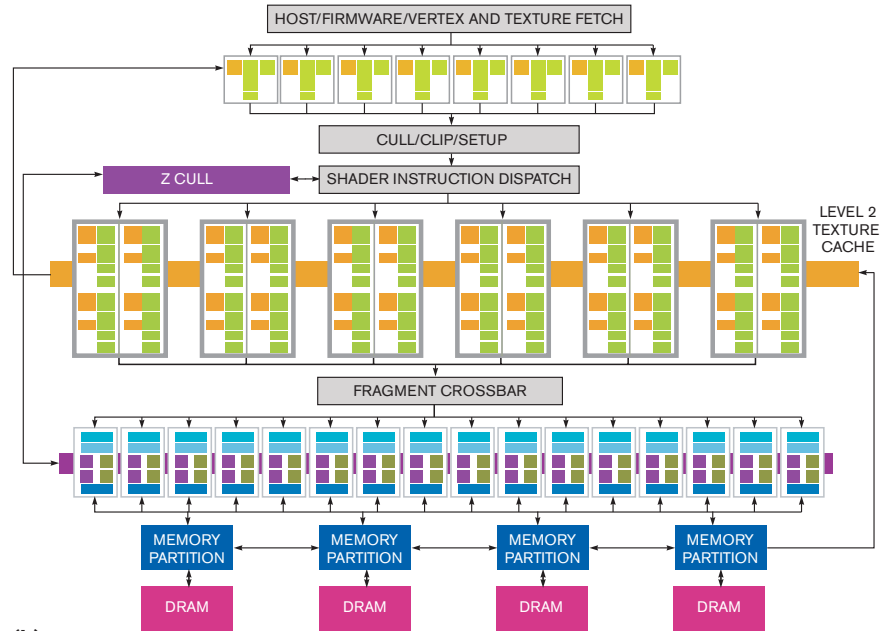 HOST/FIRMWARE/VERTEX AND TEXTURE FETCH
CULL/CLIP/SETUP
Z CULL
SHADER INSTRUCTION DISPATCH
LEVEL 2
TEXTURE
CACHE
FRAGMENT CROSSBAR
MEMORY
PARTITION
MEMORY
PARTITION
MEMORY
PARTITION
MEMORY
PARTITION
DRAM
DRAM
DRAM
DRAM